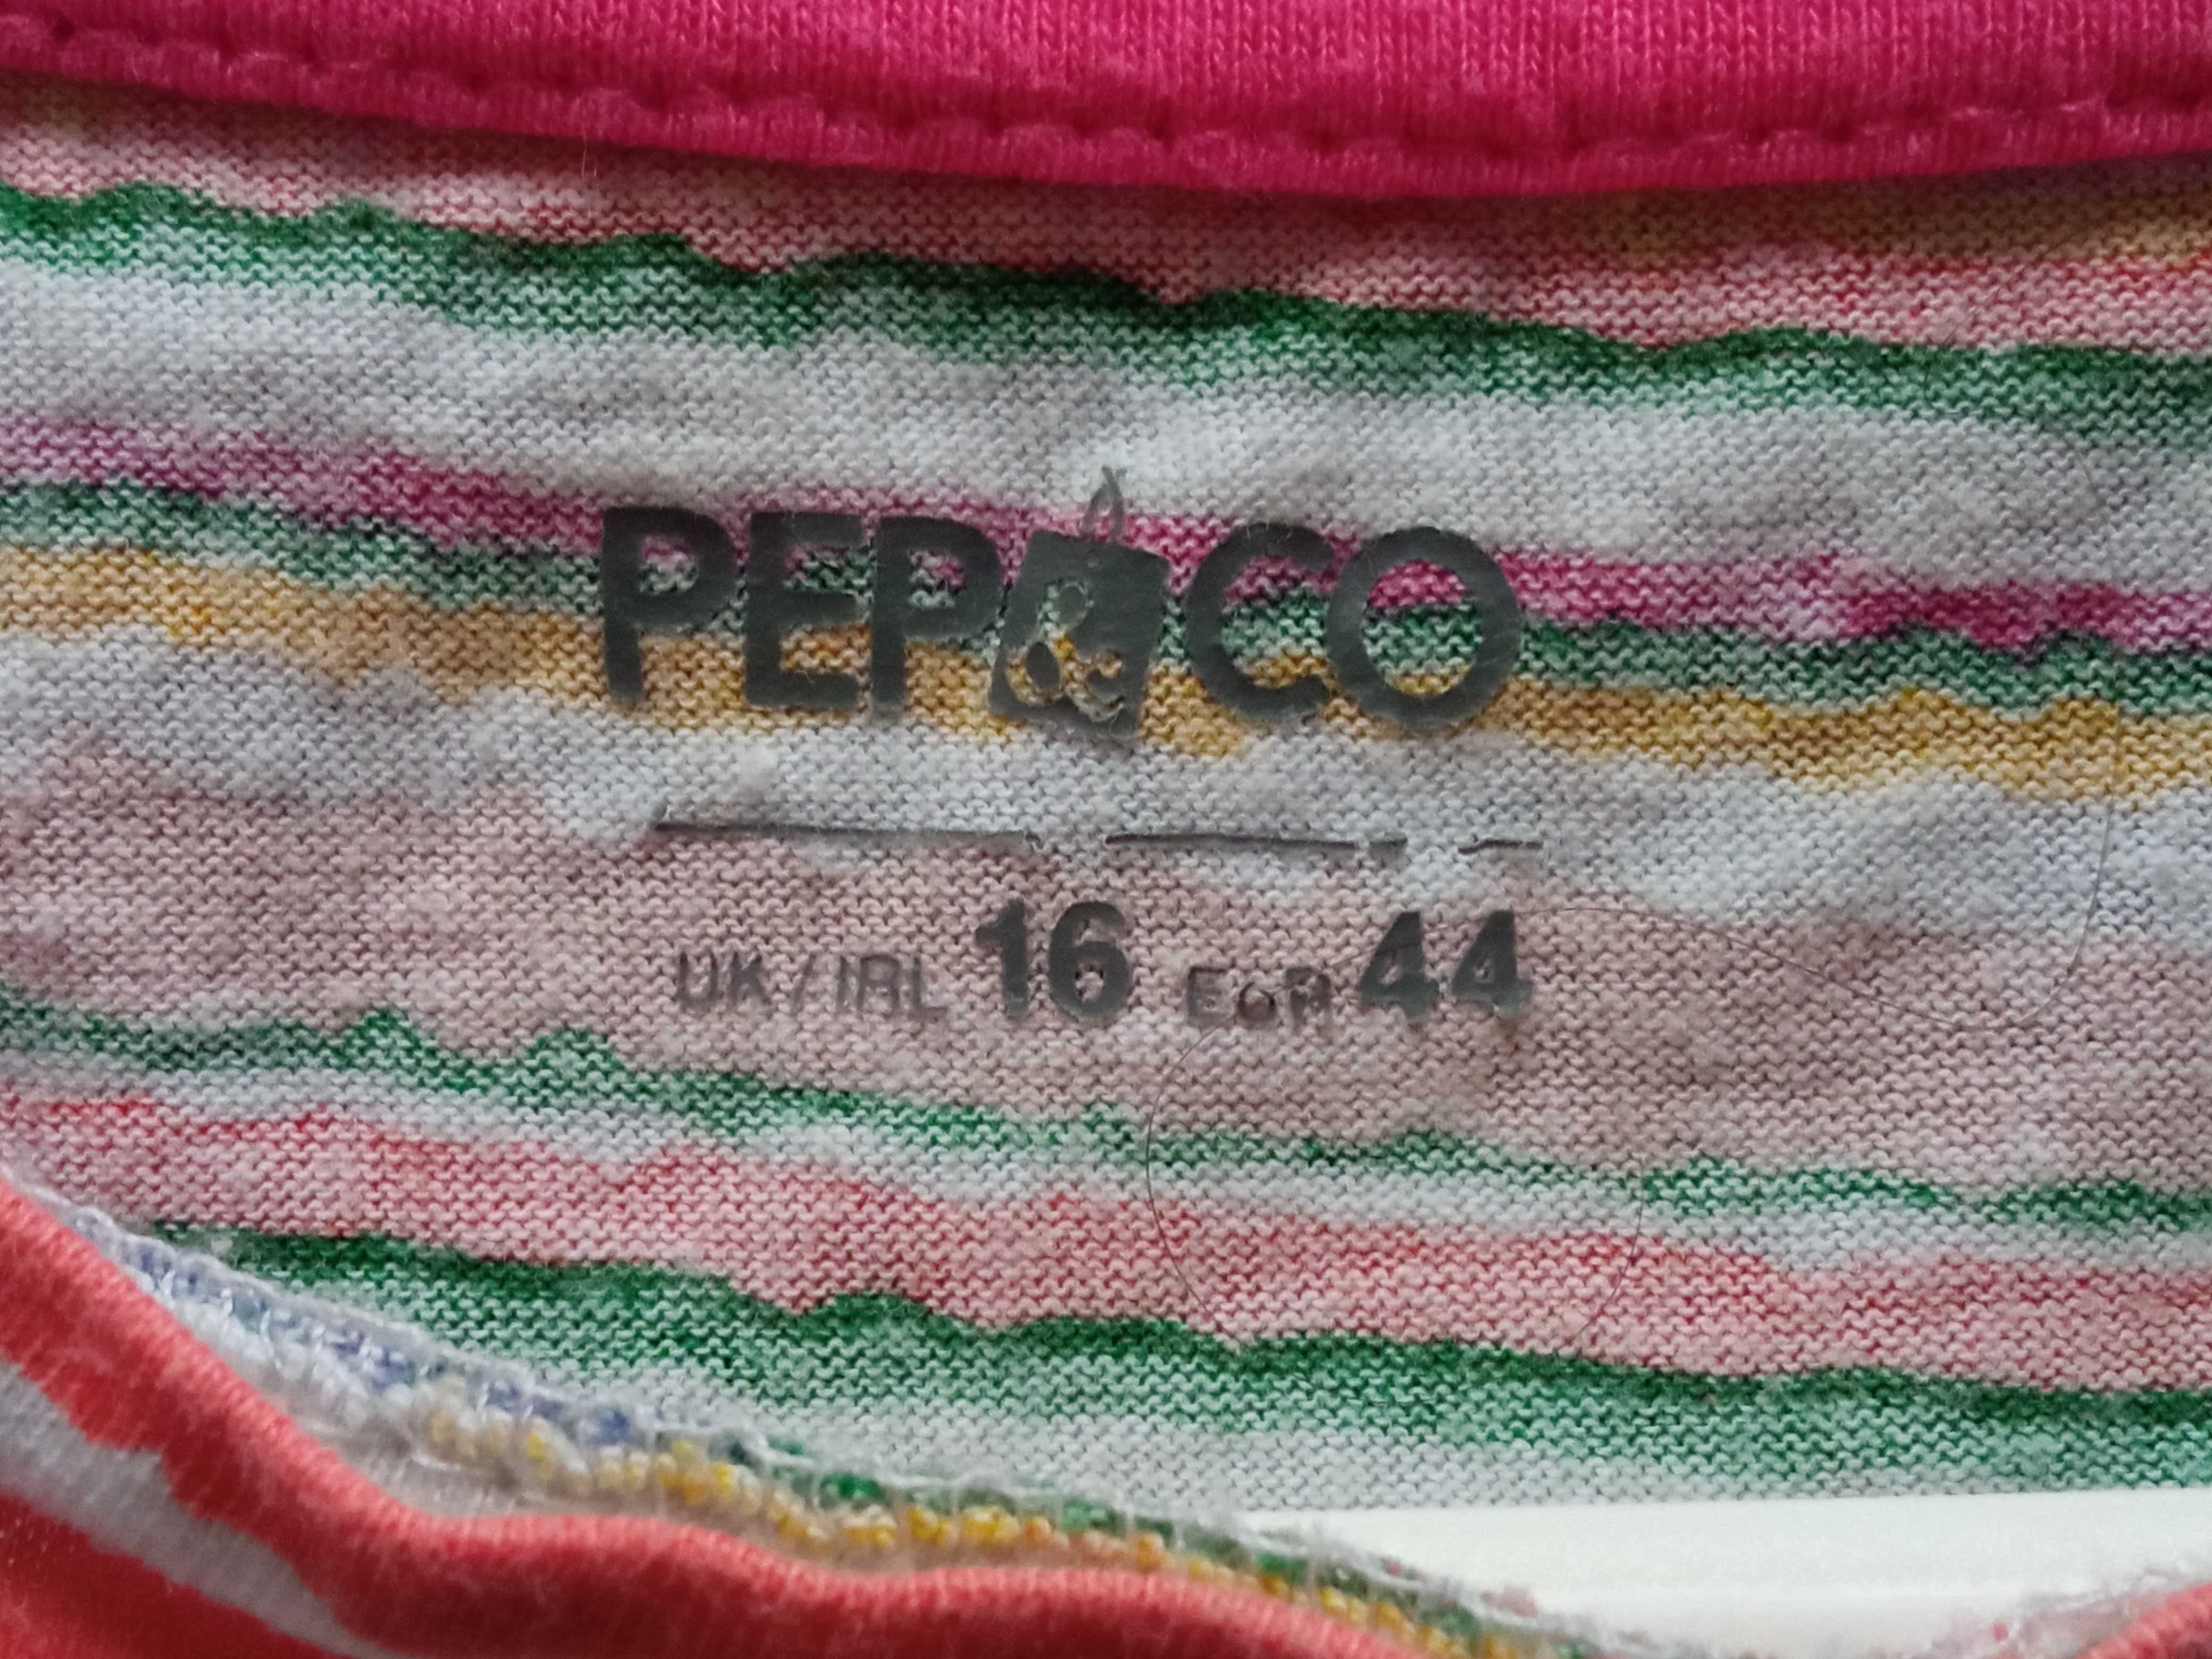 PEP&CO
UK/IRL 16 EUR 44